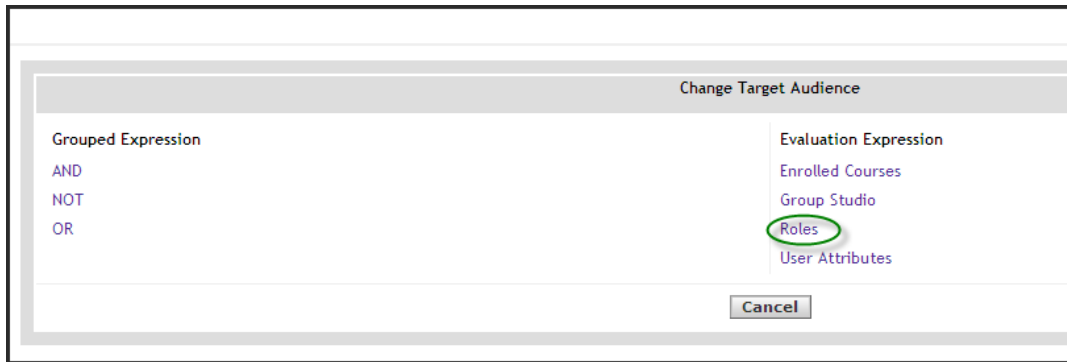 Change Target Audience
Grouped Expression
AND
NOT
OR
Evaluation Expression
Enrolled Courses
Group Studio
Roles
User Attributes
Cancel